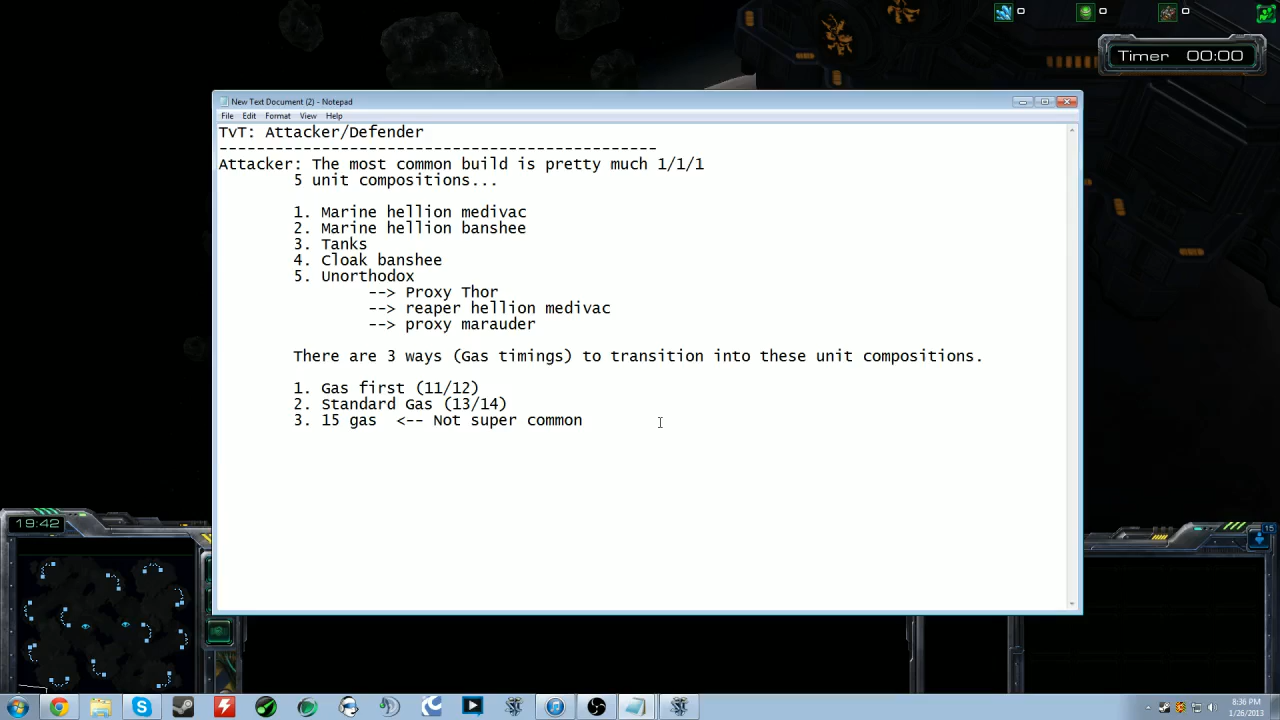 0 0 0
Timer 00:00
New Text Document (2) - Notepad
File Edit Format View Help
TvT: Attacker/Defender
-----------------------------------------------
Attacker: The most common build is pretty much 1/1/1
5 unit compositions...
1. Marine hellion medivac
2. Marine hellion banshee
3. Tanks
4. Cloak banshee
5. Unorthodox
--> Proxy Thor
--> reaper hellion medivac
--> proxy marauder
There are 3 ways (Gas timings) to transition into these unit compositions.
1. Gas first (11/12)
2. Standard Gas (13/14)
3. 15 gas <-- Not super common
19:42
15
8:36 PM
1/26/2013